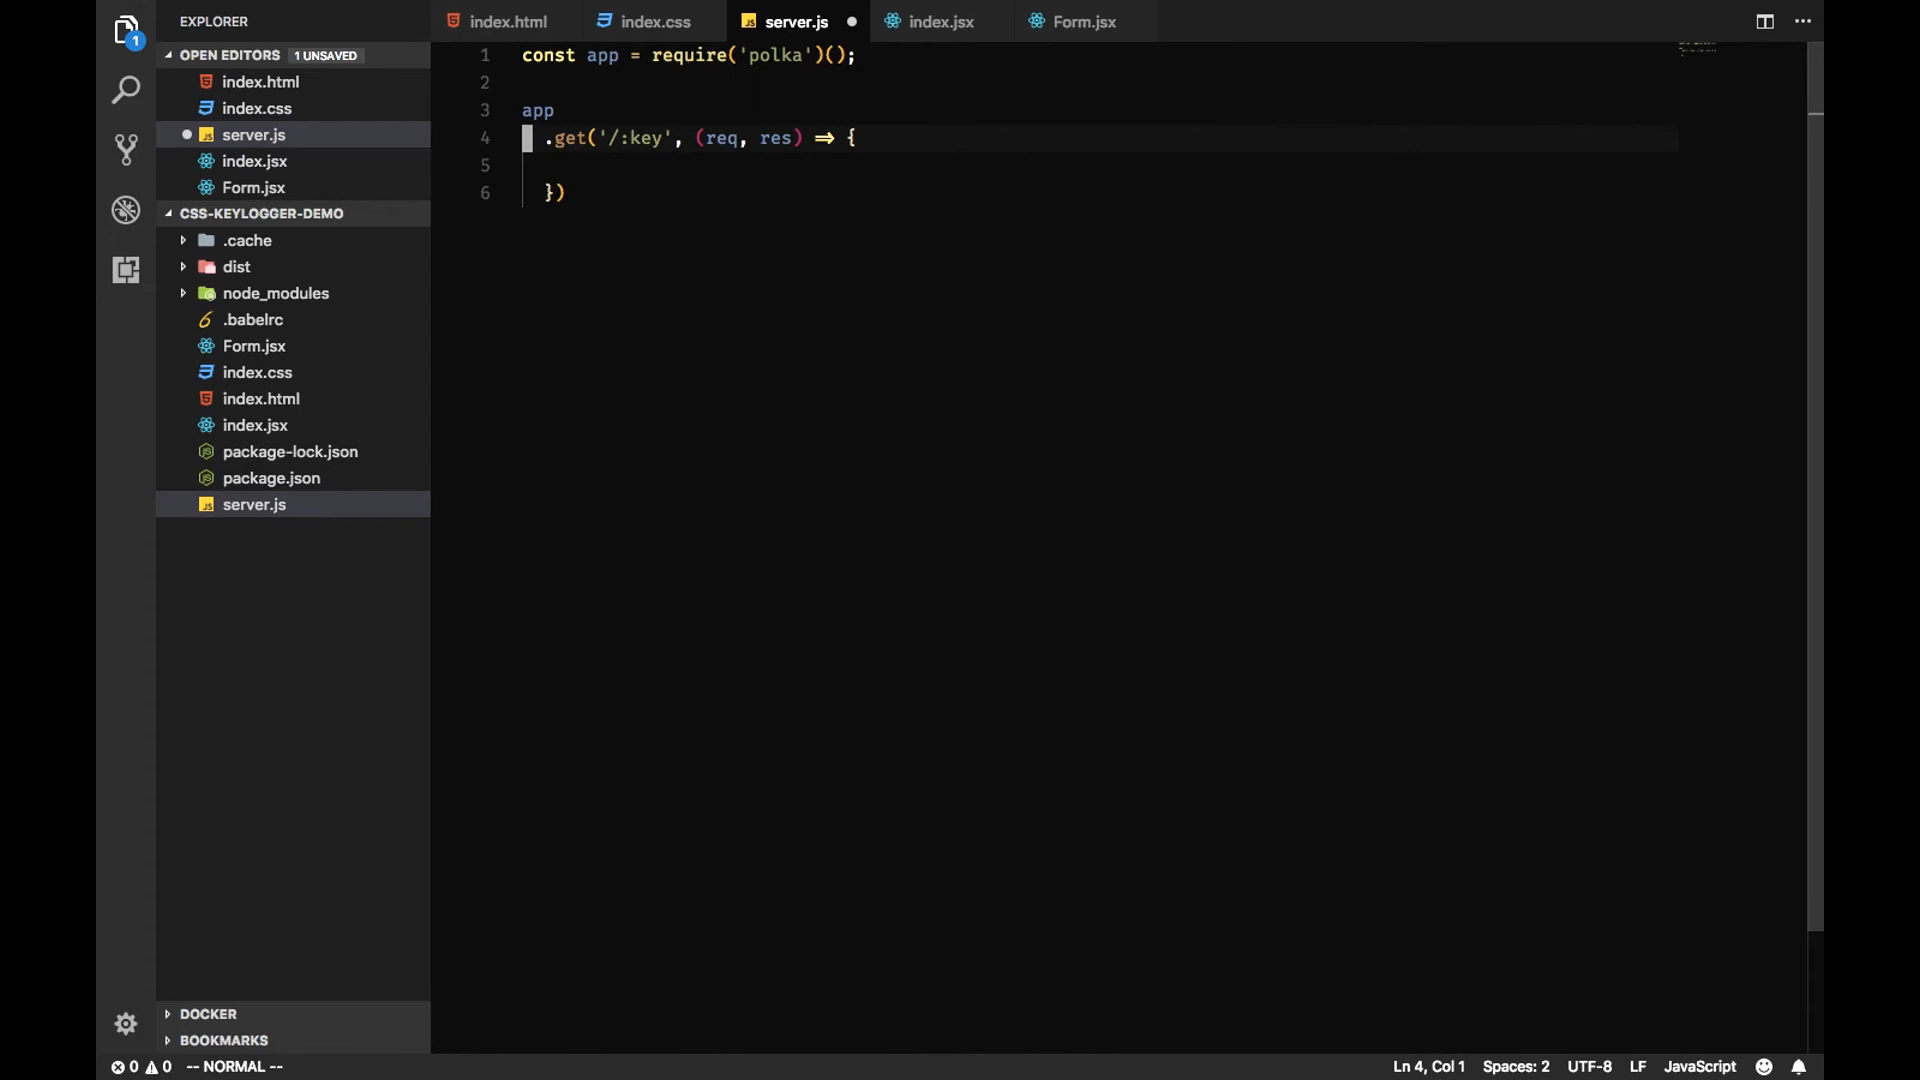 EXPLORER
OPEN EDITORS 1 UNSAVED
index.html
index.css
server.js
index.jsx
Form.jsx
CSS-KEYLOGGER-DEMO
.cache
dist
node_modules
.babelrc
Form.jsx
index.css
index.html
index.jsx
package-lock.json
package.json
server.js
DOCKER
BOOKMARKS
1
index.html
index.css
server.js
index.jsx
Form.jsx
1 const app = require('polka')();
2
3 app
4 .get('/:key', (req, res) => {
5
6 })
0 0 -- NORMAL --
Ln 4, Col 1 Spaces: 2 UTF-8 LF JavaScript